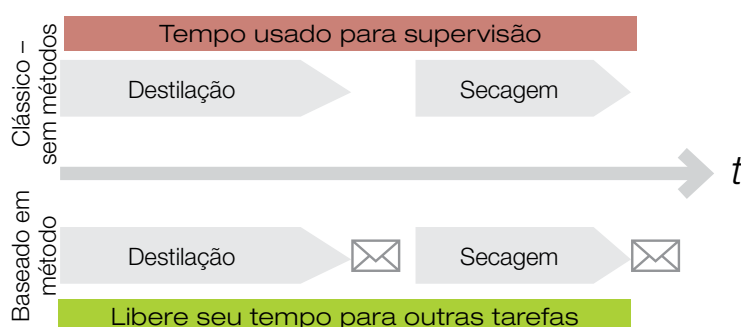 Tempo usado para supervisão
Clássico –
sem métodos
Destilação
Secagem
t
Baseado em
método
Destilação
Secagem
Libere seu tempo para outras tarefas